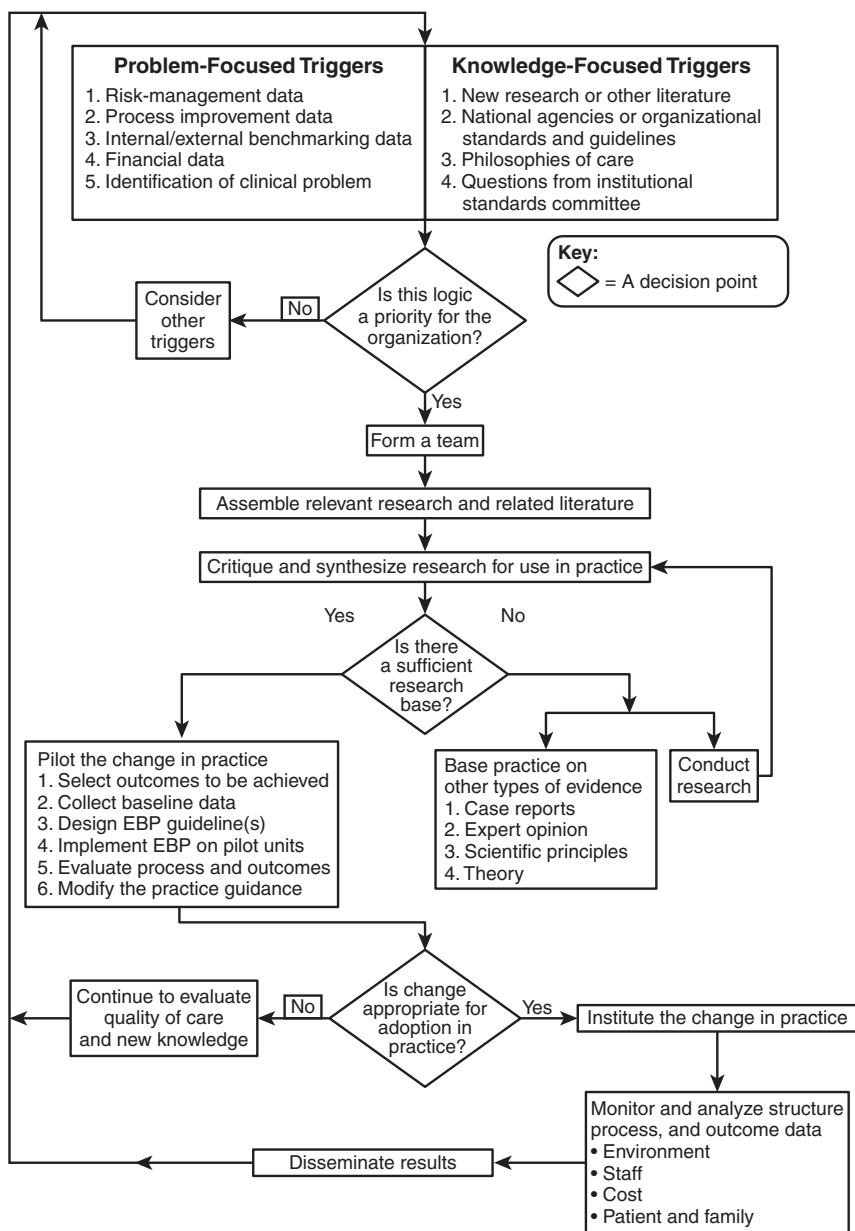 Problem-Focused Triggers
1. Risk-management data
2. Process improvement data
3. Internal/external benchmarking data
4. Financial data
5. Identification of clinical problem
Knowledge-Focused Triggers
1. New research or other literature
2. National agencies or organizational
standards and guidelines
3. Philosophies of care
4. Questions from institutional
standards committee
Key:
= A decision point
Consider
other
triggers
No
Is this logic
a priority for the
organization?
Yes
Form a team
Assemble relevant research and related literature
Critique and synthesize research for use in practice
Yes
No
Is there
a sufficient
research
base?
Pilot the change in practice
1. Select outcomes to be achieved
2. Collect baseline data
3. Design EBP guideline(s)
4. Implement EBP on pilot units
5. Evaluate process and outcomes
6. Modify the practice guidance
Base practice on
other types of evidence
1. Case reports
2. Expert opinion
3. Scientific principles
4. Theory
Conduct
research
Continue to evaluate
quality of care
and new knowledge
No
Is change
appropriate for
adoption in
practice?
Yes
Institute the change in practice
Monitor and analyze structure
process, and outcome data
• Environment
• Staff
• Cost
• Patient and family
Disseminate results